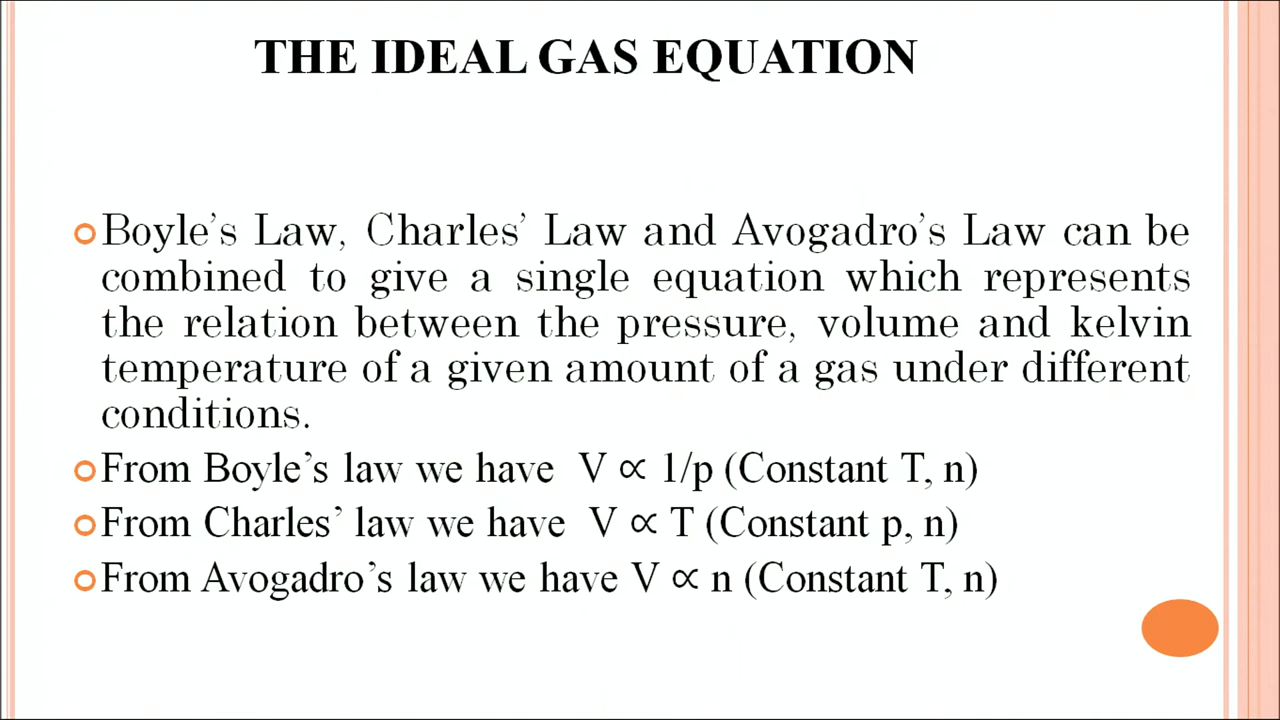 THE IDEAL GAS EQUATION
Boyle’s Law, Charles’ Law and Avogadro’s Law can be
combined to give a single equation which represents
the relation between the pressure, volume and kelvin
temperature of a given amount of a gas under different
conditions.
From Boyle’s law we have V ∝ 1/p (Constant T, n)
From Charles’ law we have V ∝ T (Constant p, n)
From Avogadro’s law we have V ∝ n (Constant T, n)